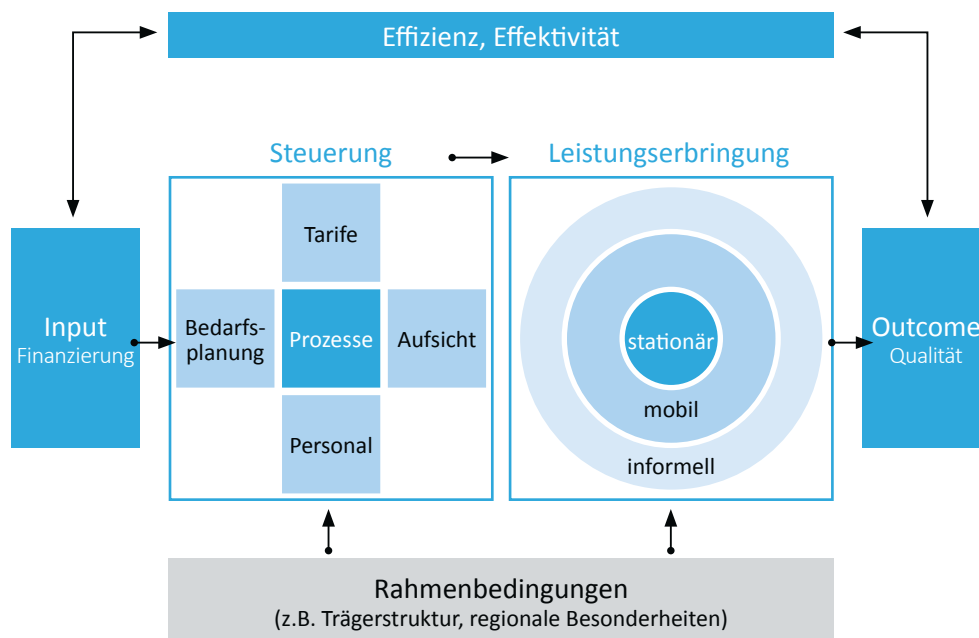 Effizienz, Effektivität
Steuerung
Leistungserbringung
Input
Finanzierung
Tarife
Bedarfs-
planung
Prozesse
Aufsicht
Personal
stationär
mobil
informell
Outcome
Qualität
Rahmenbedingungen
(z.B. Trägerstruktur, regionale Besonderheiten)